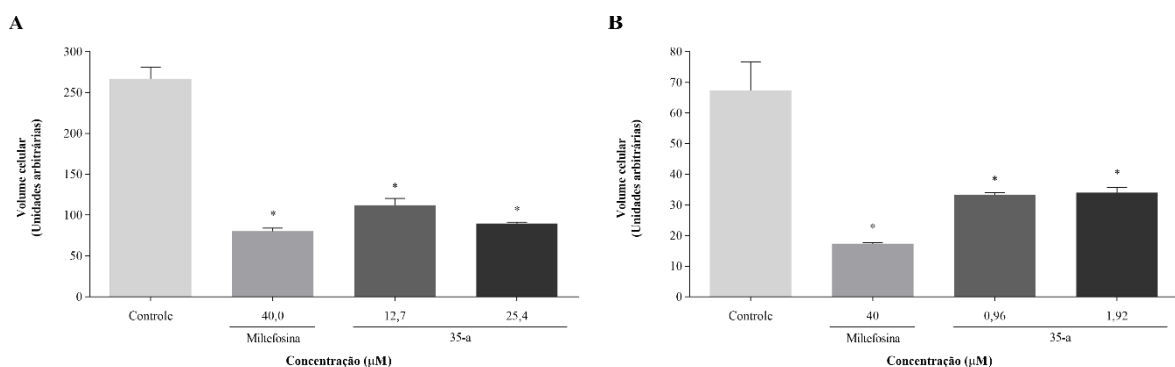 A
Volume celular
(Unidades arbitrárias)
300
250
200
150
100
50
0
*
*
*
Controle
40,0
12,7
25,4
Miltefosina
35-a
Concentração (µM)
B
Volume celular
(Unidades arbitrárias)
80
70
60
50
40
30
20
10
0
*
*
*
Controle
40
0,96
1,92
Miltefosina
35-a
Concentração (µM)